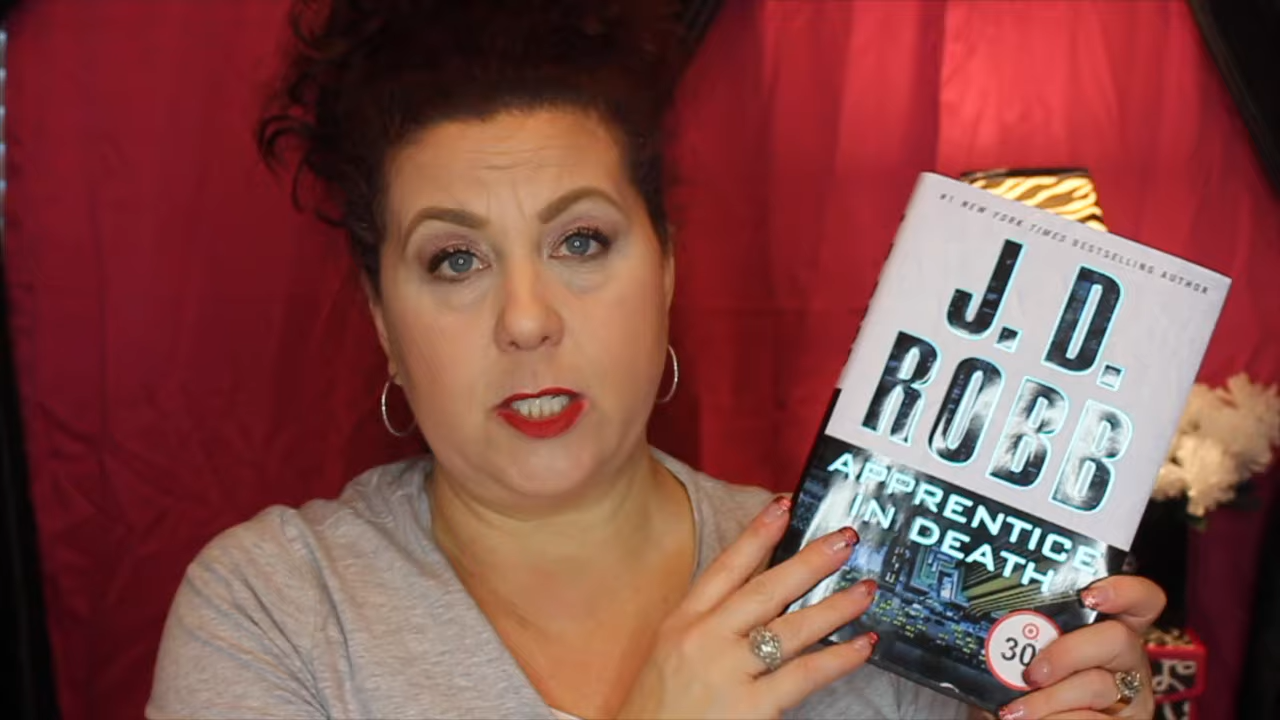 #1 NEW YORK TIMES BESTSELLING AUTHOR
J. D.
ROBB
APPRENTICE
IN DEATH
30